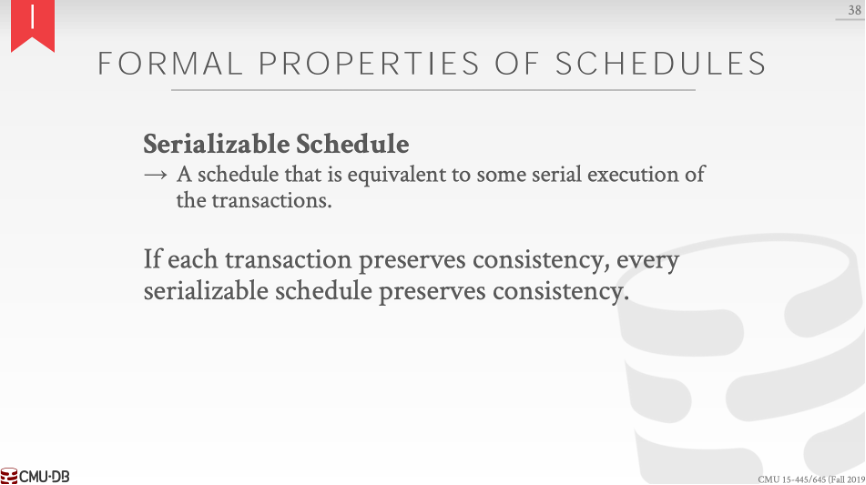 I
38
FORMAL PROPERTIES OF SCHEDULES
Serializable Schedule
→ A schedule that is equivalent to some serial execution of
the transactions.
If each transaction preserves consistency, every
serializable schedule preserves consistency.
CMU·DB
CMU 15-445/645 (Fall 2019